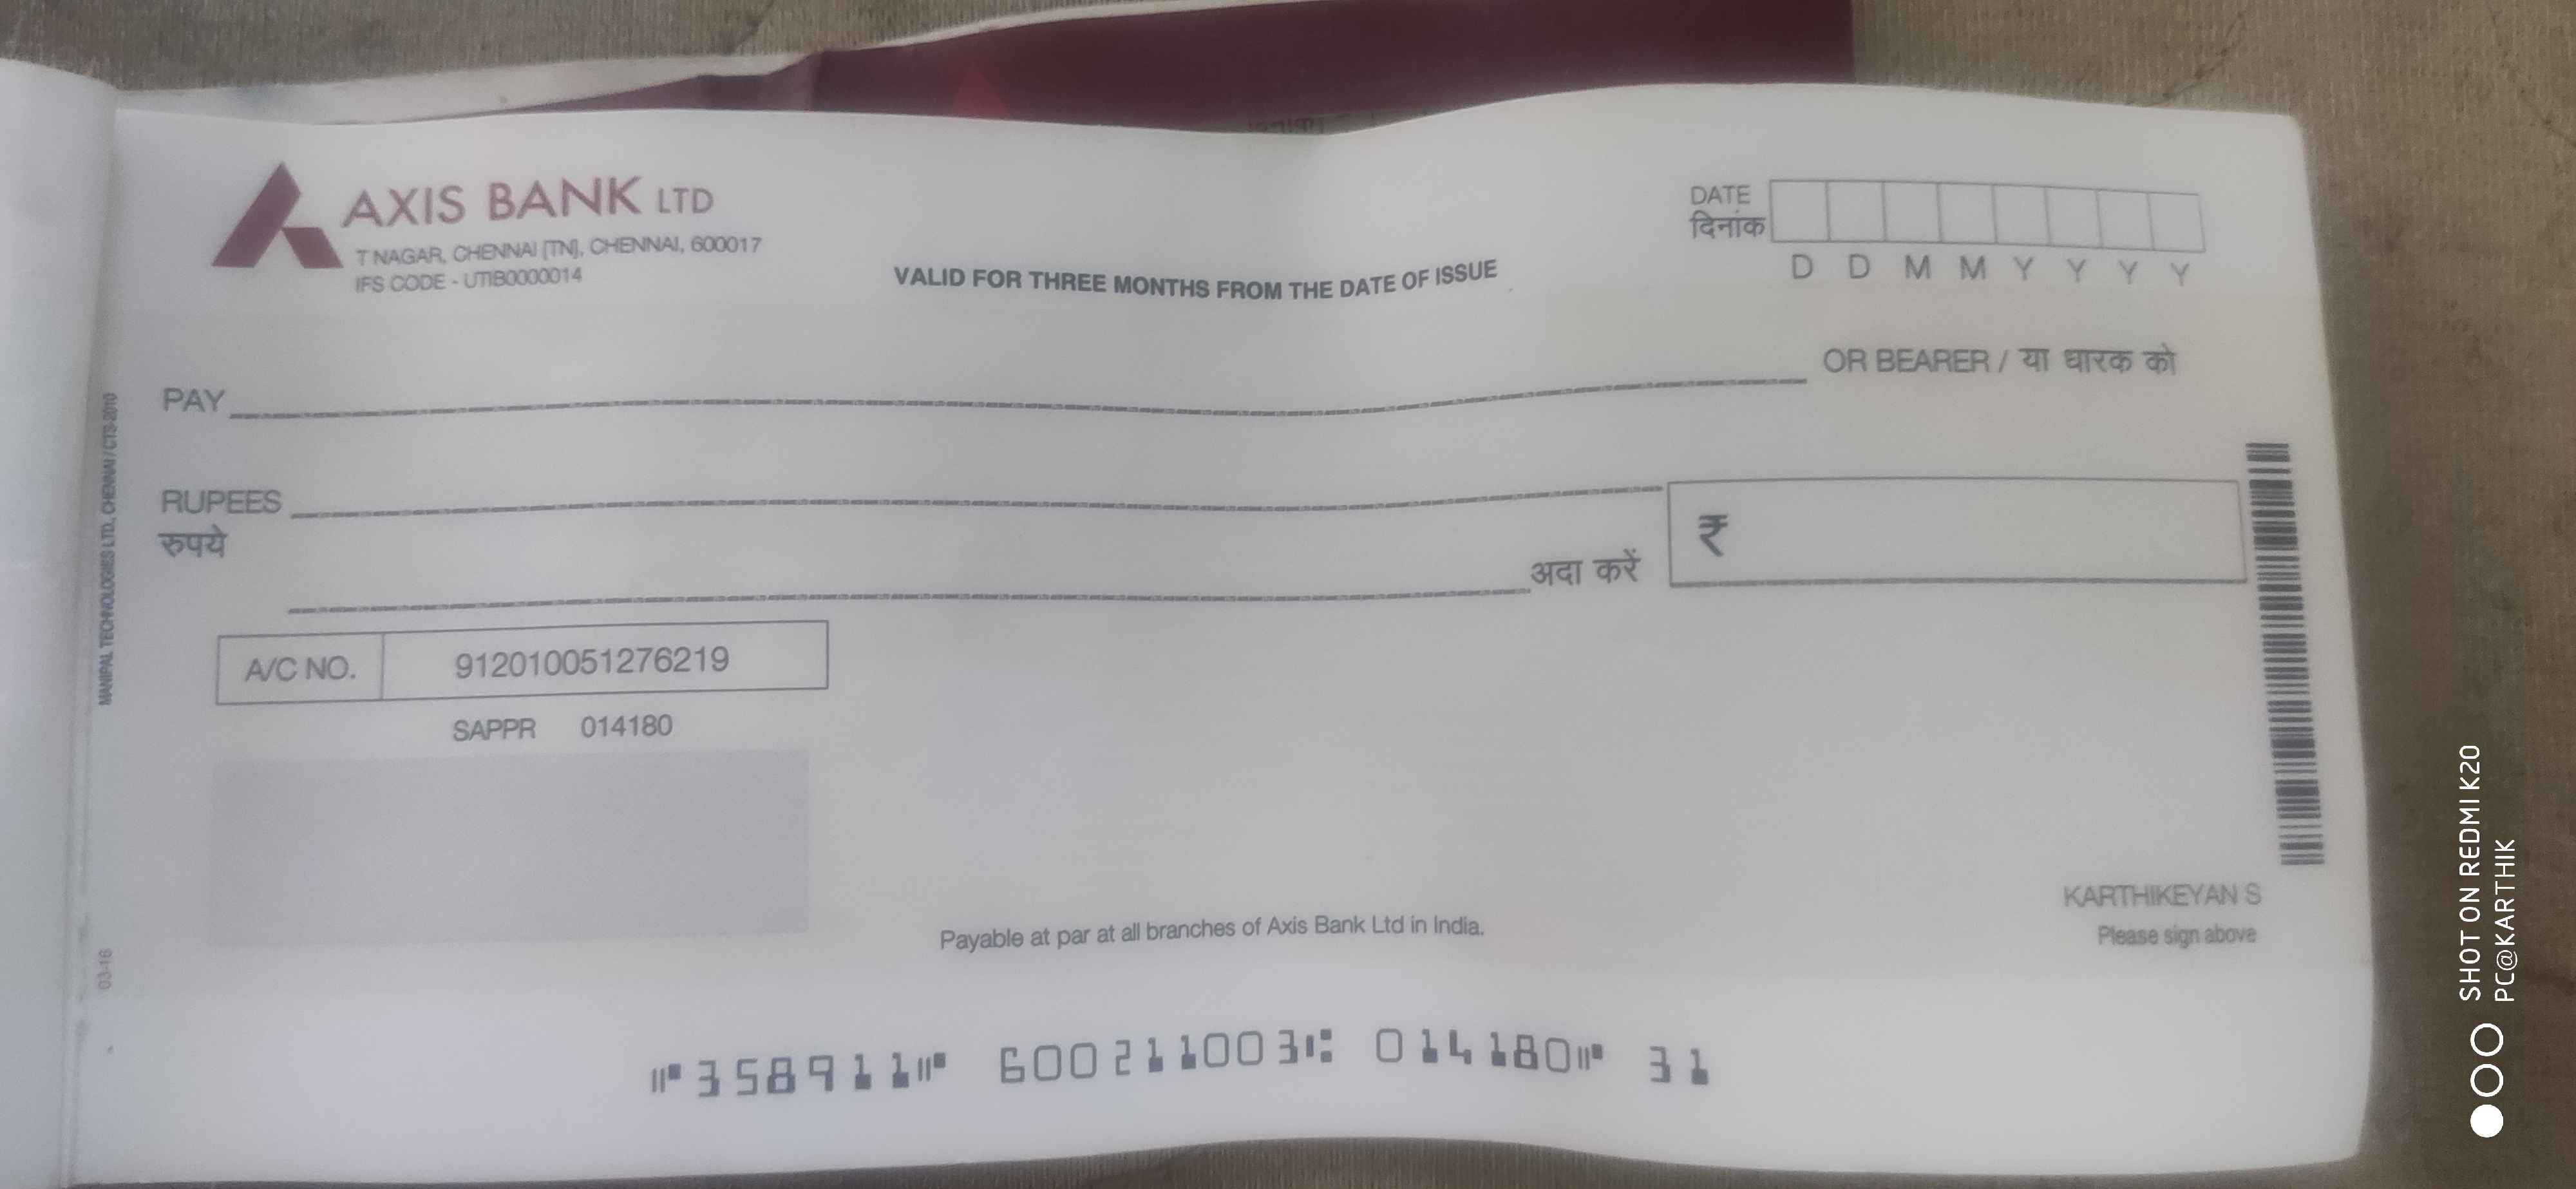 AXIS BANK LTD
T NAGAR, CHENNAI [TN], CHENNAI, 600017
IFS CODE - UTIB0000014
VALID FOR THREE MONTHS FROM THE DATE OF ISSUE
DATE
दिनांक
D D M M Y Y Y Y
PAY
OR BEARER / या धारक को
RUPEES
रुपये
अदा करें
₹
A/C NO. 912010051276219
SAPPR 014180
MANIPAL TECHNOLOGIES LTD., CHENNAI / CTS-2010
03-16
KARTHIKEYAN S
Please sign above
Payable at par at all branches of Axis Bank Ltd in India.
⑈358911⑈ 600211003⑆ 014180⑈ 31
SHOT ON REDMI K20
PC@KARTHIK